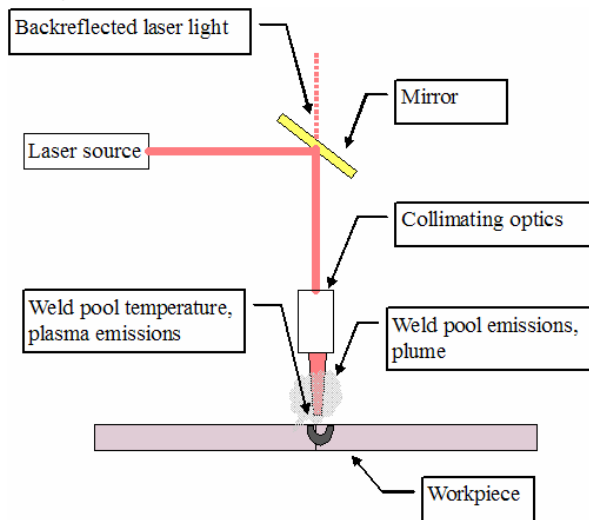 Backreflected laser light
Mirror
Laser source
Collimating optics
Weld pool temperature,
plasma emissions
Weld pool emissions,
plume
Workpiece